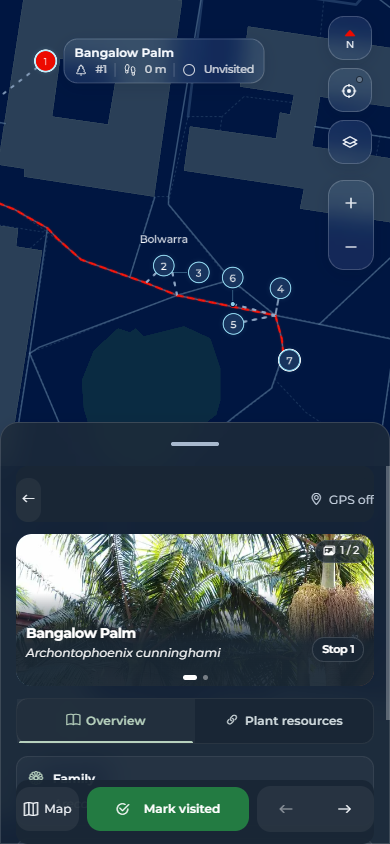 N
1
Bangalow Palm
#1
0 m
Unvisited
+
−
Bolwarra
2
3
6
4
5
7
GPS off
1 / 2
Bangalow Palm
Archontophoenix cunninghami
Stop 1
Overview
Plant resources
Family
Map
Mark visited